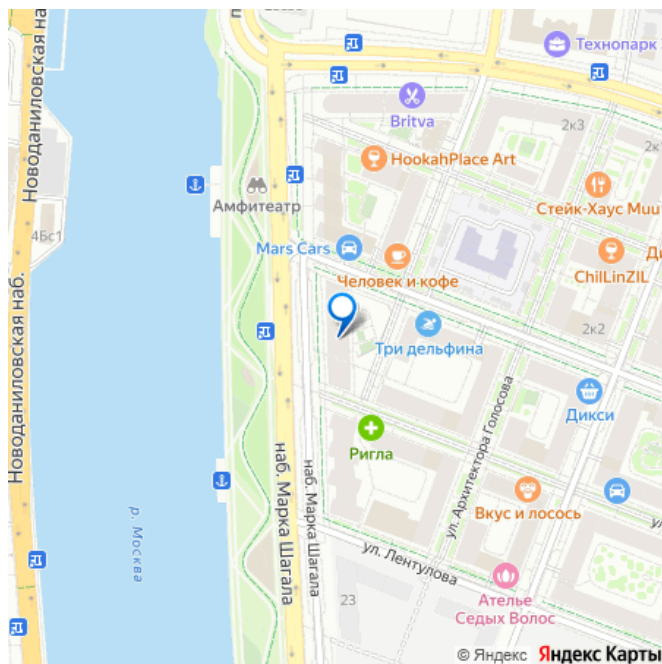 Новоданиловская наб.
Технопарк
Britva
2к3
HookahPlace Art
Стейк-Хаус Muu
Амфитеатр
4Бс1
Mars Cars
Человек и кофе
ChilLinZIL
Новоданиловская наб.
2к2
Три дельфина
Дикси
Ригла
ул. Архитектора Голосова
наб. Марка Шагала
наб. Марка Шагала
Вкус и лосось
р. Москва
ул. Лентулова
23
Ателье
Седых Волос
© Яндекс Яндекс Карты